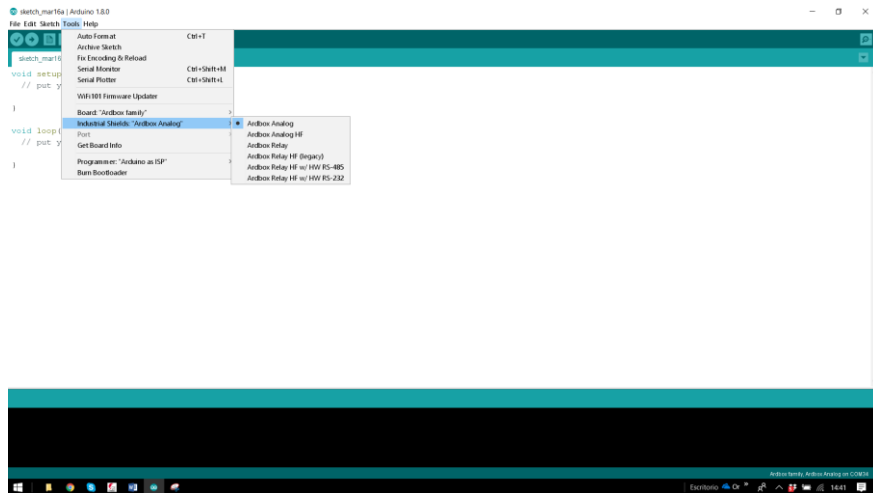 sketch_mar16a | Arduino 1.8.0
File Edit Sketch Tools Help
sketch_mar16
Auto Format Ctrl+T
Archive Sketch
Fix Encoding & Reload
Serial Monitor Ctrl+Shift+M
Serial Plotter Ctrl+Shift+L
WiFi101 Firmware Updater
Board: "Ardbox family"
Industrial Shields: "Ardbox Analog"
Port
Get Board Info
Programmer: "Arduino as ISP"
Burn Bootloader
Ardbox Analog
Ardbox Analog HF
Ardbox Relay
Ardbox Relay HF (legacy)
Ardbox Relay HF w/ HW RS-485
Ardbox Relay HF w/ HW RS-232
void setup
// put y
}
void loop(
// put y
}
Ardbox family, Ardbox Analog on COM34
Escritorio Or » 14:41